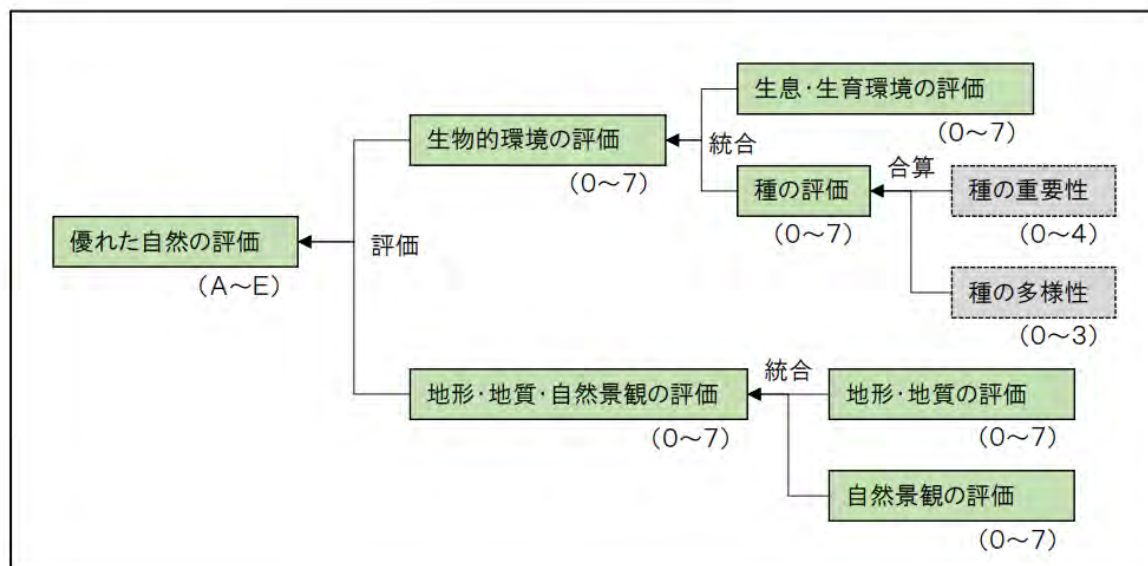 生息・生育環境の評価
(0～7)
生物的環境の評価
(0～7)
統合
種の評価
(0～7)
合算
種の重要性
(0～4)
種の多様性
(0～3)
優れた自然の評価
(A～E)
評価
地形・地質・自然景観の評価
(0～7)
統合
地形・地質の評価
(0～7)
自然景観の評価
(0～7)